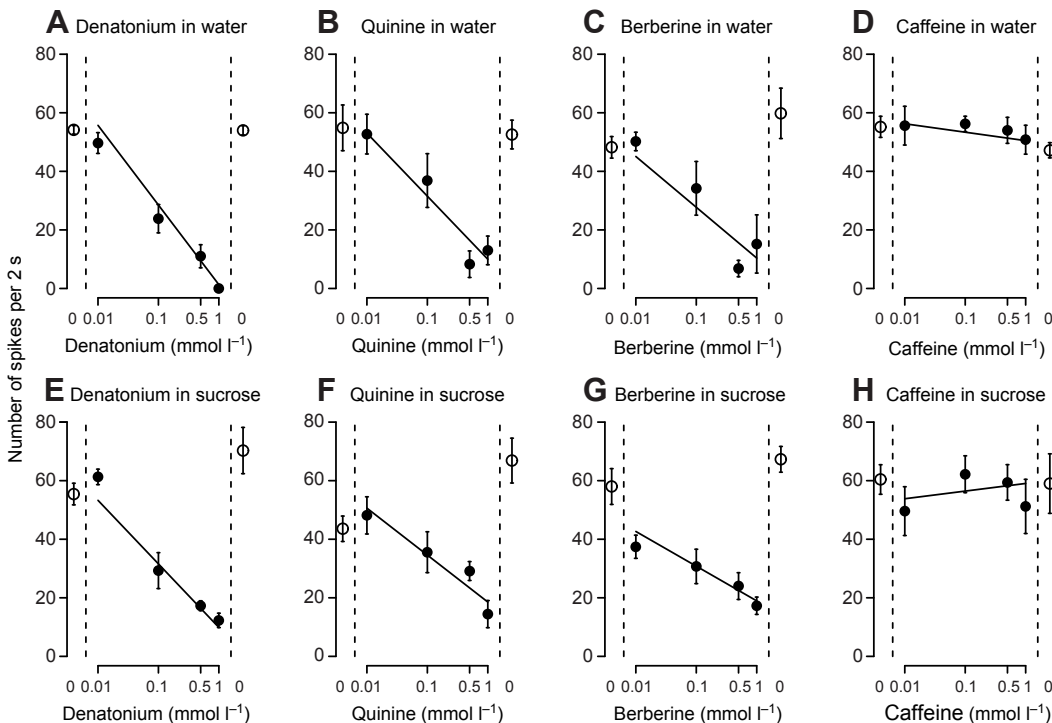 A Denatonium in water
B Quinine in water
C Berberine in water
D Caffeine in water
80
60
40
20
0
80
60
40
20
0
80
60
40
20
0
80
60
40
20
0
0 0.01 0.1 0.5 1 0
0 0.01 0.1 0.5 1 0
0 0.01 0.1 0.5 1 0
0 0.01 0.1 0.5 1 0
Denatonium (mmol l⁻¹)
Quinine (mmol l⁻¹)
Berberine (mmol l⁻¹)
Caffeine (mmol l⁻¹)
Number of spikes per 2 s
E Denatonium in sucrose
F Quinine in sucrose
G Berberine in sucrose
H Caffeine in sucrose
80
60
40
20
0
80
60
40
20
0
80
60
40
20
0
80
60
40
20
0
0 0.01 0.1 0.5 1 0
0 0.01 0.1 0.5 1 0
0 0.01 0.1 0.5 1 0
0 0.01 0.1 0.5 1 0
Denatonium (mmol l⁻¹)
Quinine (mmol l⁻¹)
Berberine (mmol l⁻¹)
Caffeine (mmol l⁻¹)